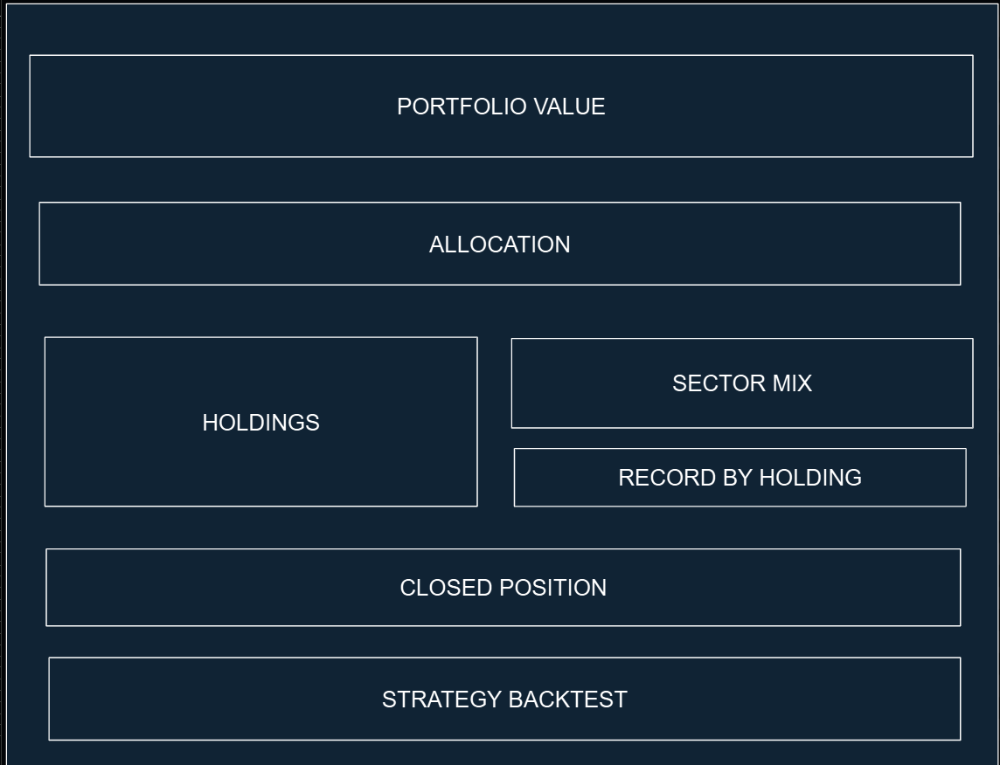 PORTFOLIO VALUE
ALLOCATION
HOLDINGS
SECTOR MIX
RECORD BY HOLDING
CLOSED POSITION
STRATEGY BACKTEST